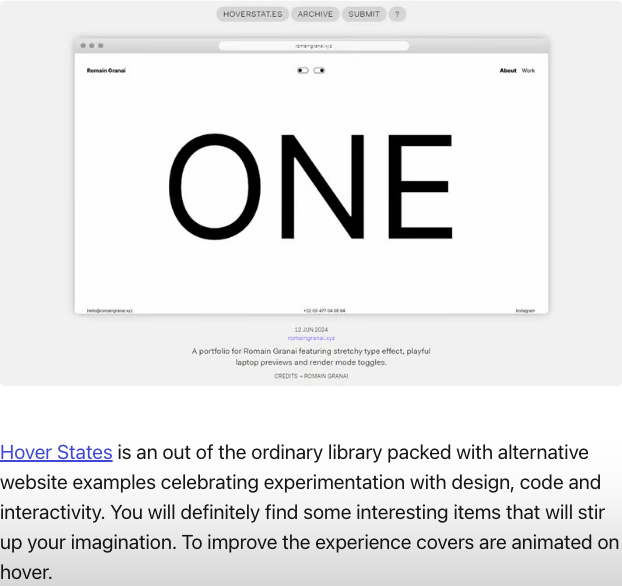 HOVERSTAT.ES ARCHIVE SUBMIT ?
romaingranai.xyz
Romain Granai About Work
ONE
hello@romaingranai.xyz +32 (0) 477 04 08 64 Instagram
12 JUN 2024
romaingranai.xyz
A portfolio for Romain Granai featuring stretchy type effect, playful
laptop previews and render mode toggles.
CREDITS → ROMAIN GRANAI
Hover States is an out of the ordinary library packed with alternative
website examples celebrating experimentation with design, code and
interactivity. You will definitely find some interesting items that will stir
up your imagination. To improve the experience covers are animated on
hover.